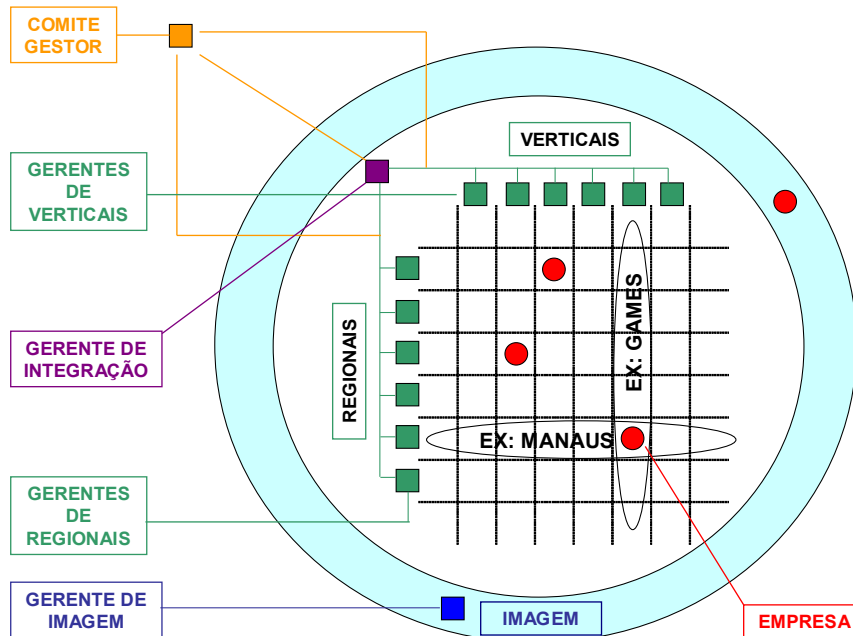 COMITE
GESTOR
VERTICAIS
GERENTES
DE
VERTICAIS
REGIONAIS
EX: GAMES
GERENTE DE
INTEGRAÇÃO
EX: MANAUS
GERENTES
DE
REGIONAIS
GERENTE DE
IMAGEM
IMAGEM
EMPRESA